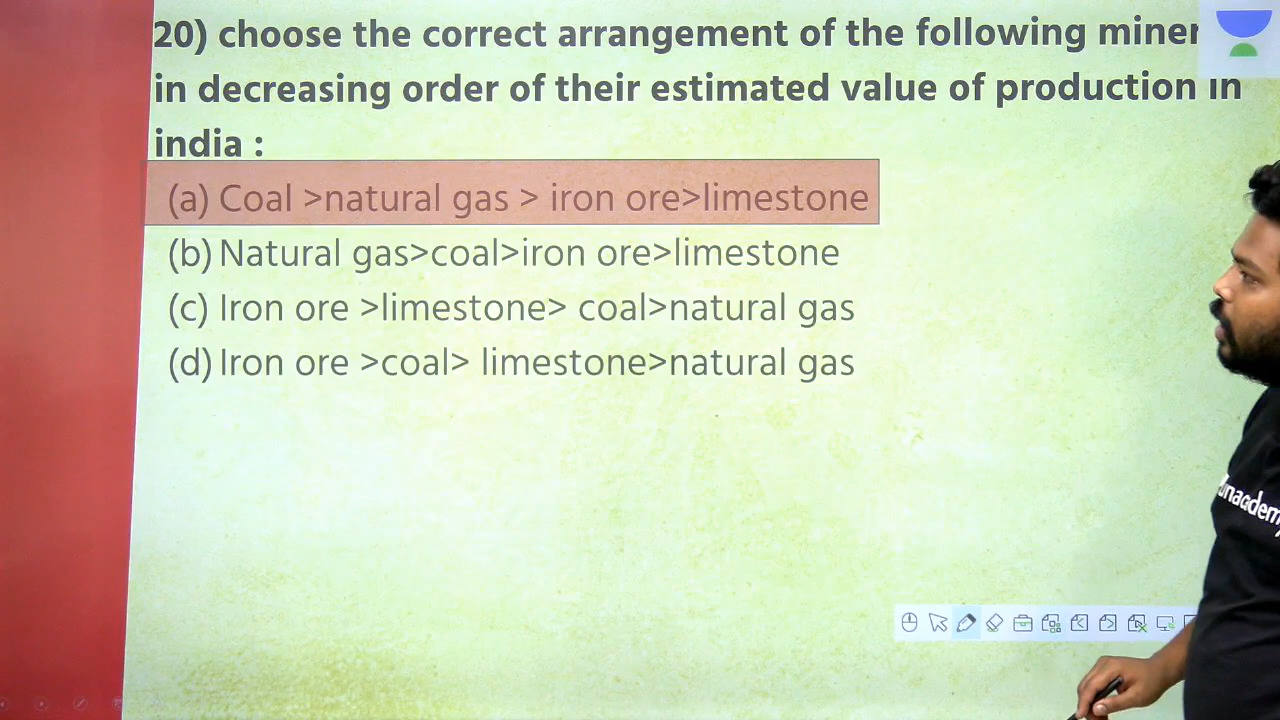 20) choose the correct arrangement of the following
in decreasing order of their estimated value of production in
india :
(a) Coal >natural gas > iron ore>limestone
(b) Natural gas>coal>iron ore>limestone
(c) Iron ore >limestone> coal>natural gas
(d) Iron ore >coal> limestone>natural gas
unacademy